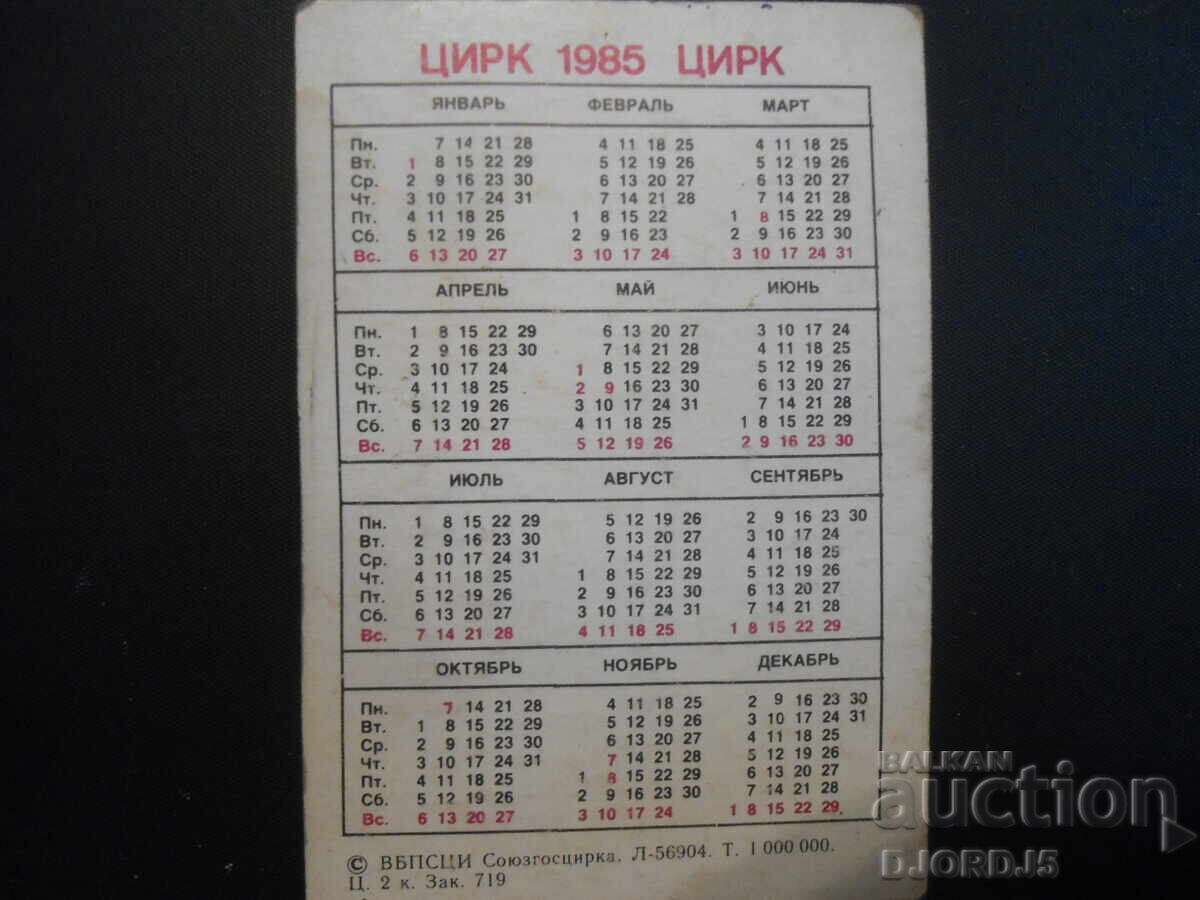 ЦИРК 1985 ЦИРК
ЯНВАРЬ ФЕВРАЛЬ МАРТ
Пн. 7 14 21 28 4 11 18 25 4 11 18 25
Вт. 1 8 15 22 29 5 12 19 26 5 12 19 26
Ср. 2 9 16 23 30 6 13 20 27 6 13 20 27
Чт. 3 10 17 24 31 7 14 21 28 7 14 21 28
Пт. 4 11 18 25 1 8 15 22 1 8 15 22 29
Сб. 5 12 19 26 2 9 16 23 2 9 16 23 30
Вс. 6 13 20 27 3 10 17 24 3 10 17 24 31
АПРЕЛЬ МАЙ ИЮНЬ
Пн. 1 8 15 22 29 6 13 20 27 3 10 17 24
Вт. 2 9 16 23 30 7 14 21 28 4 11 18 25
Ср. 3 10 17 24 1 8 15 22 29 5 12 19 26
Чт. 4 11 18 25 2 9 16 23 30 6 13 20 27
Пт. 5 12 19 26 3 10 17 24 31 7 14 21 28
Сб. 6 13 20 27 4 11 18 25 1 8 15 22 29
Вс. 7 14 21 28 5 12 19 26 2 9 16 23 30
ИЮЛЬ АВГУСТ СЕНТЯБРЬ
Пн. 1 8 15 22 29 5 12 19 26 2 9 16 23 30
Вт. 2 9 16 23 30 6 13 20 27 3 10 17 24
Ср. 3 10 17 24 31 7 14 21 28 4 11 18 25
Чт. 4 11 18 25 1 8 15 22 29 5 12 19 26
Пт. 5 12 19 26 2 9 16 23 30 6 13 20 27
Сб. 6 13 20 27 3 10 17 24 31 7 14 21 28
Вс. 7 14 21 28 4 11 18 25 1 8 15 22 29
ОКТЯБРЬ НОЯБРЬ ДЕКАБРЬ
Пн. 7 14 21 28 4 11 18 25 2 9 16 23 30
Вт. 1 8 15 22 29 5 12 19 26 3 10 17 24 31
Ср. 2 9 16 23 30 6 13 20 27 4 11 18 25
Чт. 3 10 17 24 31 7 14 21 28 5 12 19 26
Пт. 4 11 18 25 1 8 15 22 29 6 13 20 27
Сб. 5 12 19 26 2 9 16 23 30 7 14 21 28
Вс. 6 13 20 27 3 10 17 24 1 8 15 22 29
© ВБПСЦИ Союзгосцирка. Л-56904. Т. 1 000 000.
Ц. 2 к. Зак. 719
BALKAN
auction
DJORDJ5